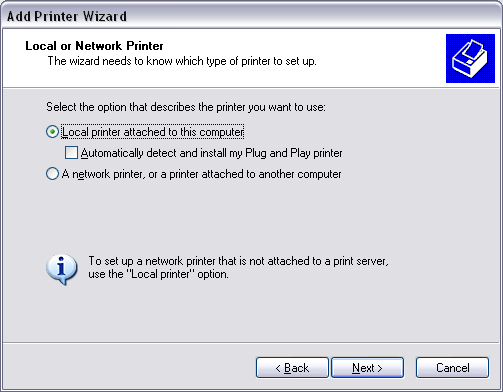 Add Printer Wizard
Local or Network Printer
The wizard needs to know which type of printer to set up.
Select the option that describes the printer you want to use:
Local printer attached to this computer
Automatically detect and install my Plug and Play printer
A network printer, or a printer attached to another computer
To set up a network printer that is not attached to a print server,
use the "Local printer" option.
< Back Next > Cancel